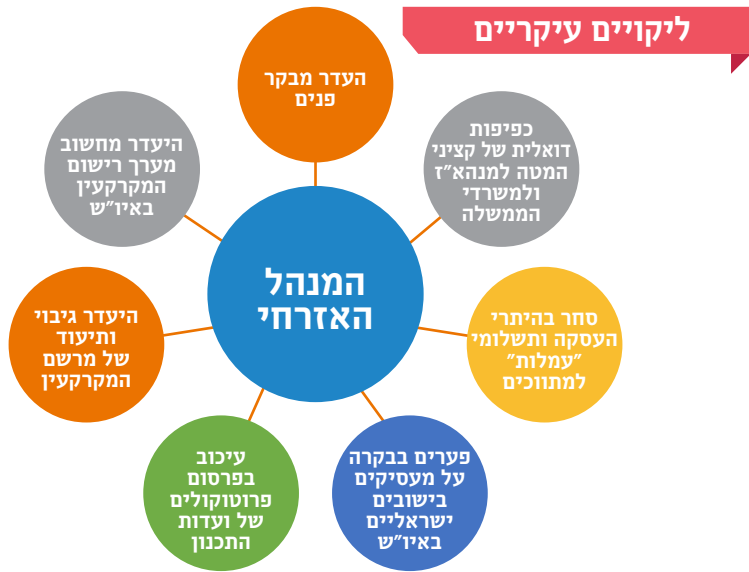 ליקויים עיקריים
העדר מבקר
פנים
כפיפות
דואלית של קציני
המטה למנהא"ז
ולמשרדי
הממשלה
סחר בהיתרי
העסקה ותשלומי
"עמלות"
למתווכים
פערים בבקרה
על מעסיקים
בישובים
ישראליים
באיו"ש
עיכוב
בפרסום
פרוטוקולים
של ועדות
התכנון
היעדר גיבוי
ותיעוד
של מרשם
המקרקעין
היעדר מחשוב
מערך רישום
המקרקעין
באיו"ש
המנהל
האזרחי